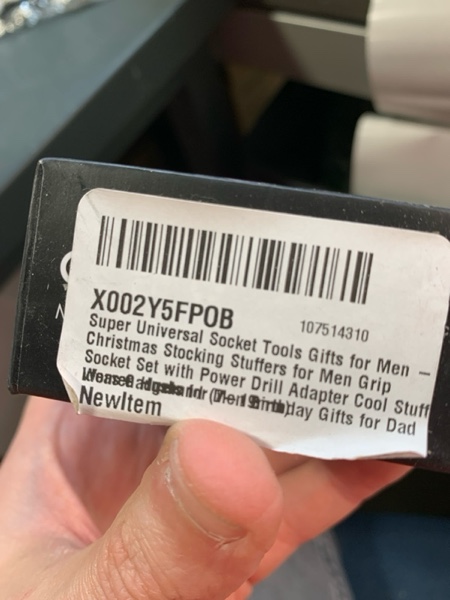 X002Y5FPOB
107514310
Super Universal Socket Tools Gifts for Men –
Christmas Stocking Stuffers for Men Grip
Socket Set with Power Drill Adapter Cool Stuff
day Gifts for Dad
NewItem